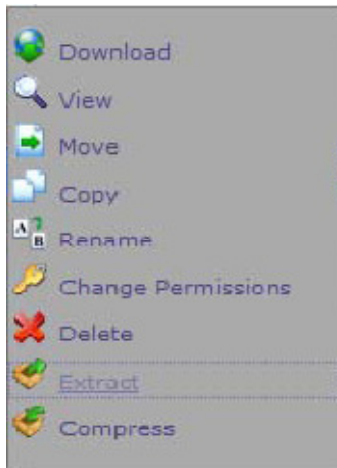 Download
View
Move
Copy
Rename
Change Permissions
Delete
Extract
Compress